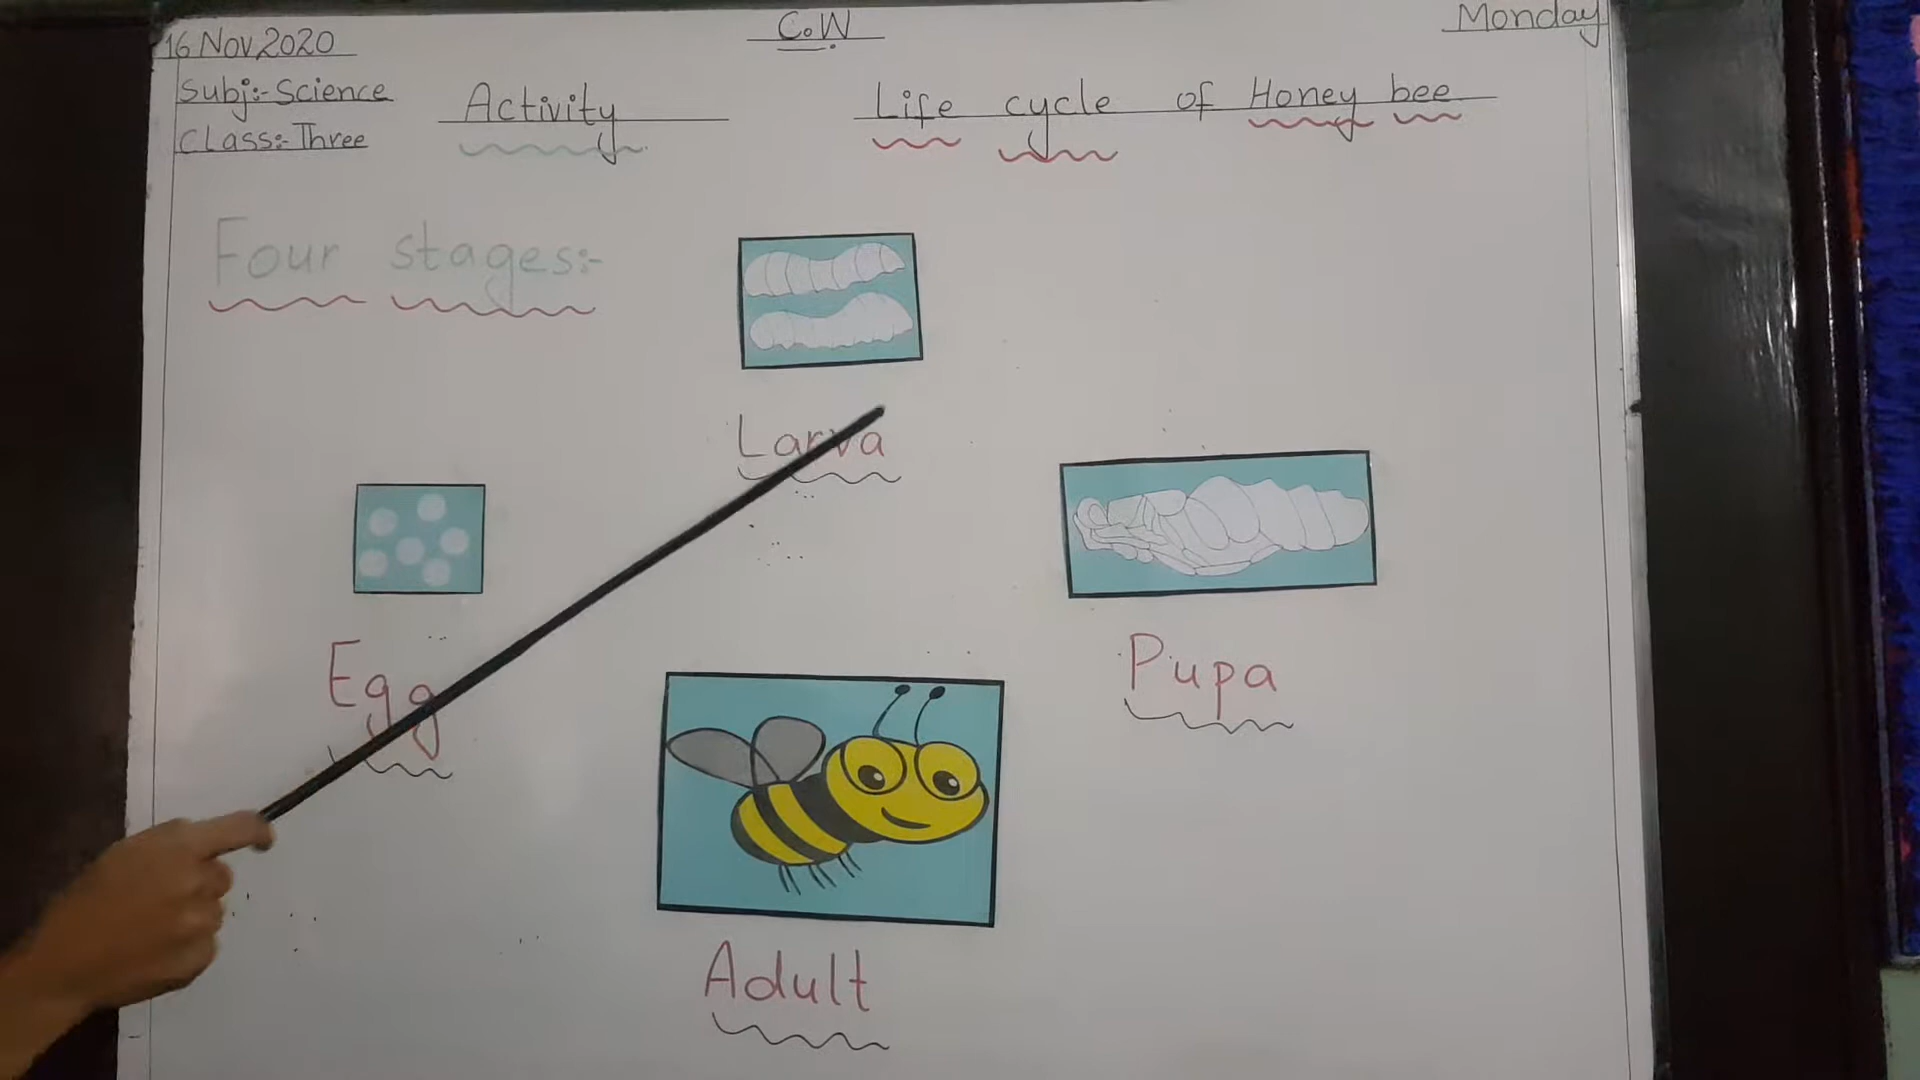 16 Nov 2020 C.W Monday
Subj:- Science
Class:- Three
Activity Life cycle of Honey bee
Four stages:-
Larva
Egg
Pupa
Adult